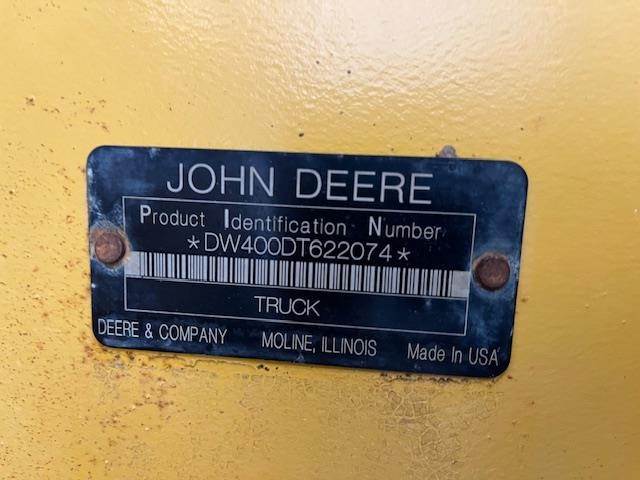 JOHN DEERE
Product Identification Number
*DW400DT622074*
TRUCK
DEERE & COMPANY MOLINE, ILLINOIS Made In USA